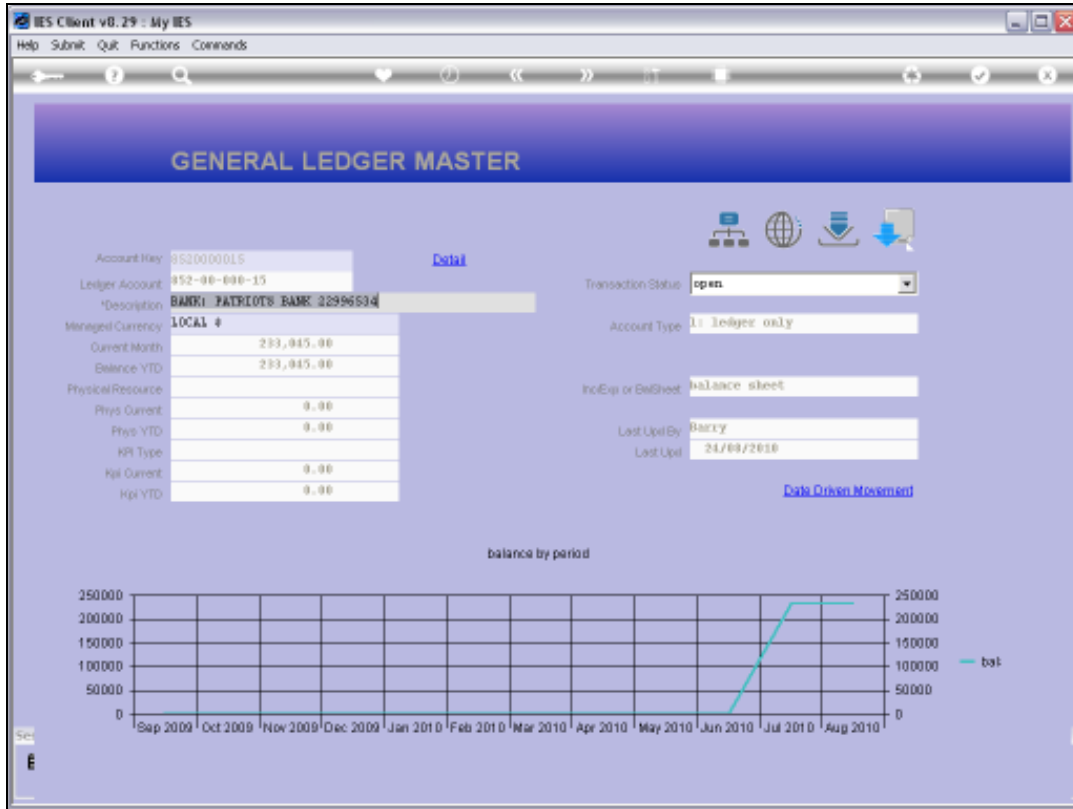 IES Client v8.29 : My IES
Help Submit Quit Functions Commands
GENERAL LEDGER MASTER
Account Key 8520000015 Detail
Ledger Account 852-00-000-15 Transaction Status open
*Description BANK: PATRIOTS BANK 22996534
Managed Currency LOCAL # Account Type 1: ledger only
Current Month 233,045.00
Balance YTD 233,045.00
Physical Resource Inc/Exp or BalSheet balance sheet
Phys Current 0.00
Phys YTD 0.00 Last Upd By Barry
KPI Type Last Upd 24/08/2010
Kpi Current 0.00
Kpi YTD 0.00 Date Driven Movement
balance by period
250000 250000
200000 200000
150000 150000
100000 100000 bal
50000 50000
0 0
Sep 2009 Oct 2009 Nov 2009 Dec 2009 Jan 2010 Feb 2010 Mar 2010 Apr 2010 May 2010 Jun 2010 Jul 2010 Aug 2010